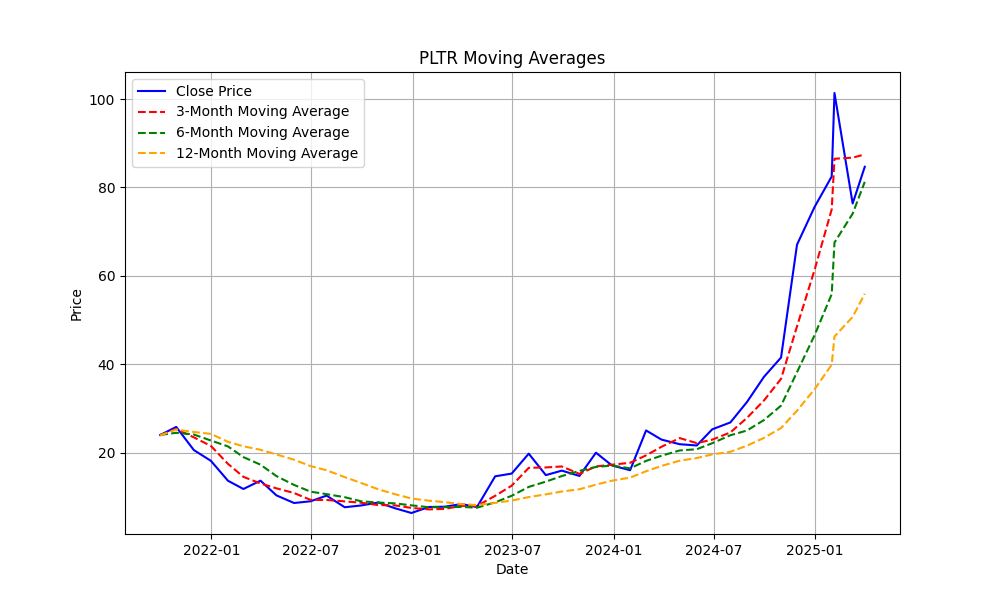 PLTR Moving Averages
Close Price
3-Month Moving Average
6-Month Moving Average
12-Month Moving Average
100
80
60
40
20
Price
2022-01 2022-07 2023-01 2023-07 2024-01 2024-07 2025-01
Date